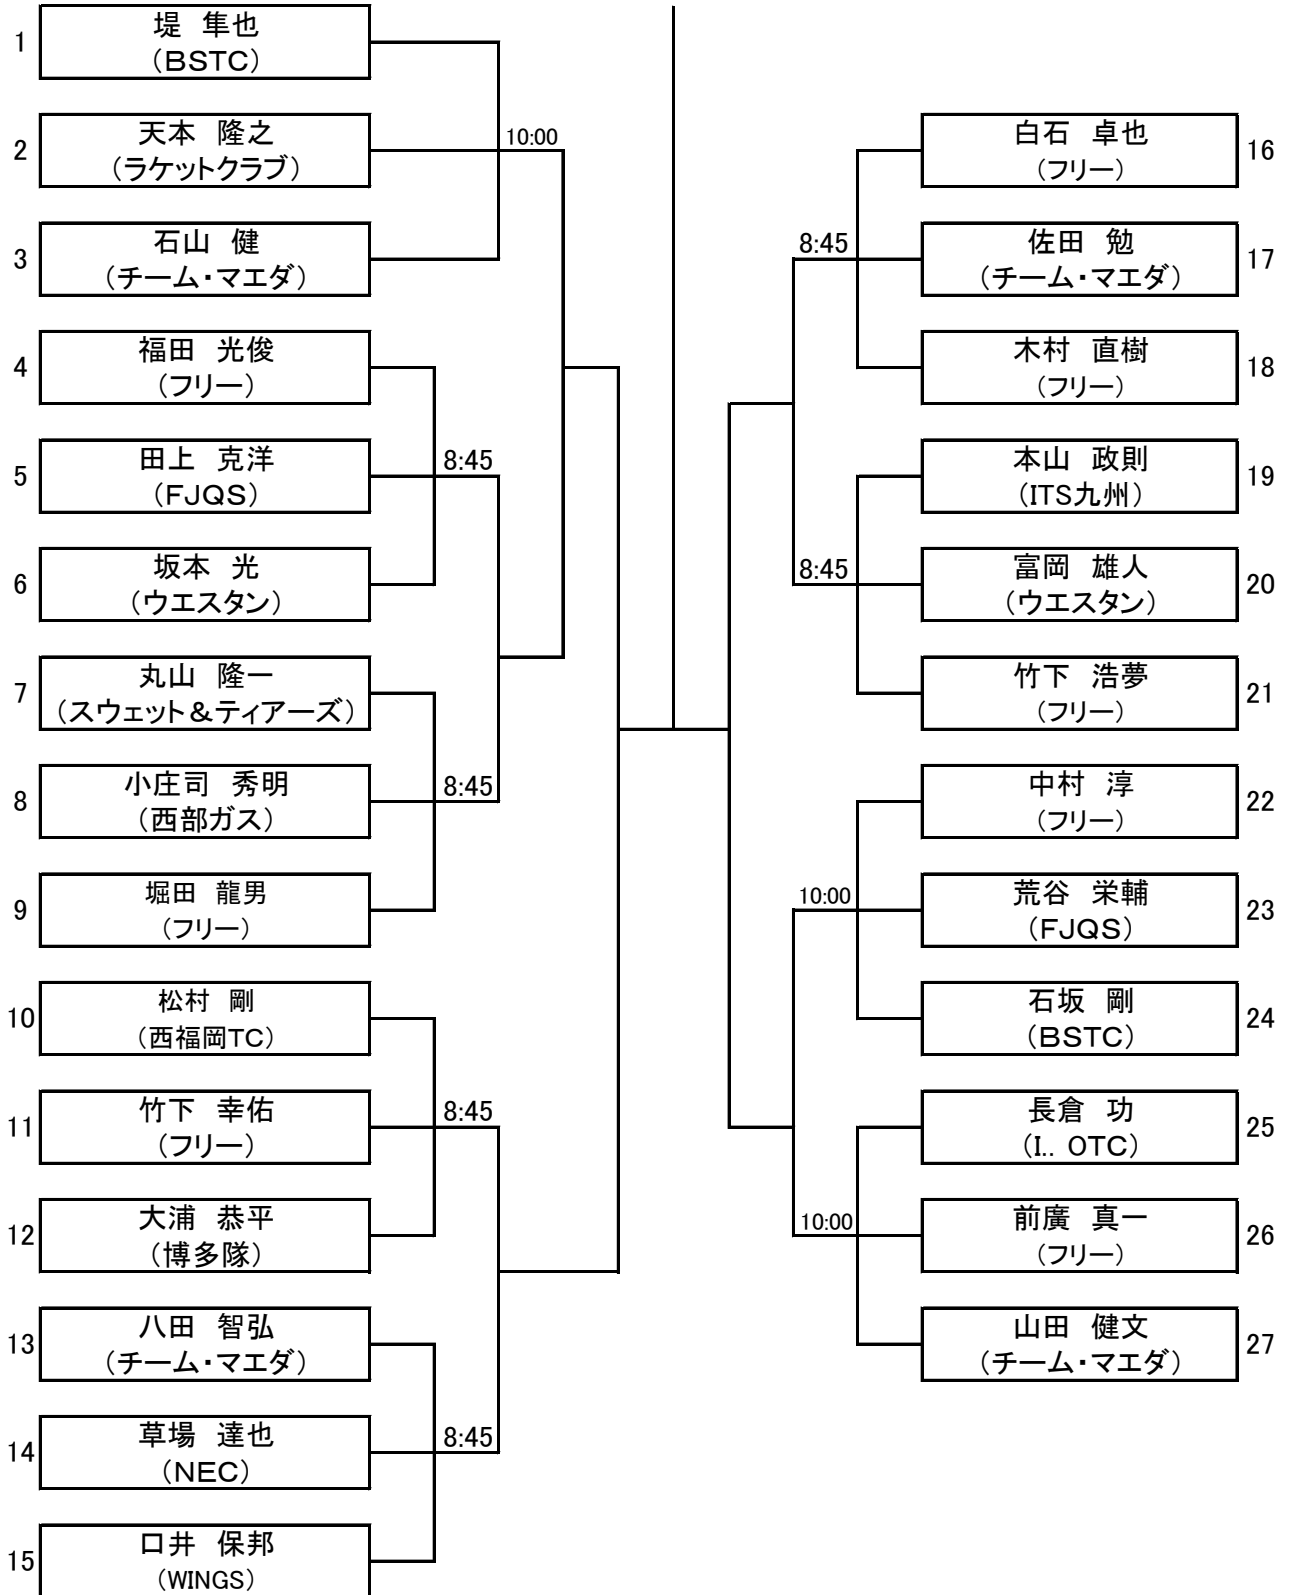 1
堤 隼也
（BSTC）
2
天本 隆之
（ラケットクラブ）
10:00
3
石山 健
（チーム・マエダ）
4
福田 光俊
（フリー）
5
田上 克洋
（FJQS）
8:45
6
坂本 光
（ウエスタン）
7
丸山 隆一
（スウェット＆ティアーズ）
8
小庄司 秀明
（西部ガス）
8:45
9
堀田 龍男
（フリー）
10
松村 剛
（西福岡TC）
11
竹下 幸佑
（フリー）
8:45
12
大浦 恭平
（博多隊）
13
八田 智弘
（チーム・マエダ）
14
草場 達也
（NEC）
8:45
15
口井 保邦
（WINGS）
白石 卓也
（フリー）
16
8:45
佐田 勉
（チーム・マエダ）
17
木村 直樹
（フリー）
18
本山 政則
（ITS九州）
19
8:45
富岡 雄人
（ウエスタン）
20
竹下 浩夢
（フリー）
21
中村 淳
（フリー）
22
10:00
荒谷 栄輔
（FJQS）
23
石坂 剛
（BSTC）
24
長倉 功
（I.. OTC）
25
10:00
前廣 真一
（フリー）
26
山田 健文
（チーム・マエダ）
27